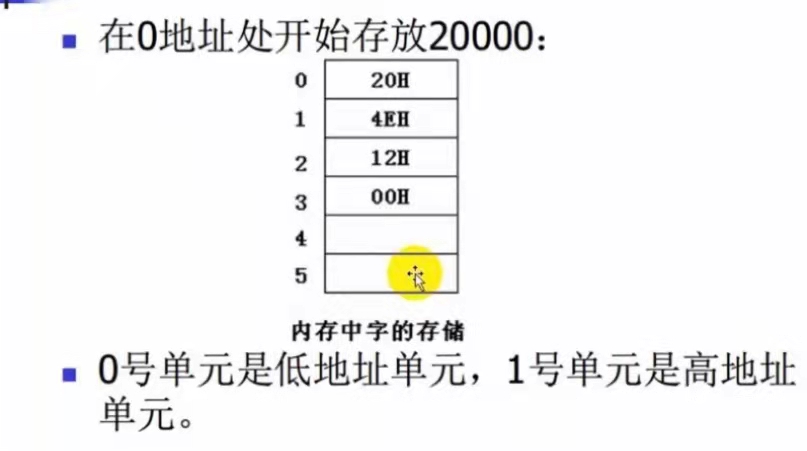 在0地址处开始存放20000：
0 20H
1 4EH
2 12H
3 00H
4
5
内存中字的存储
0号单元是低地址单元，1号单元是高地址
单元。